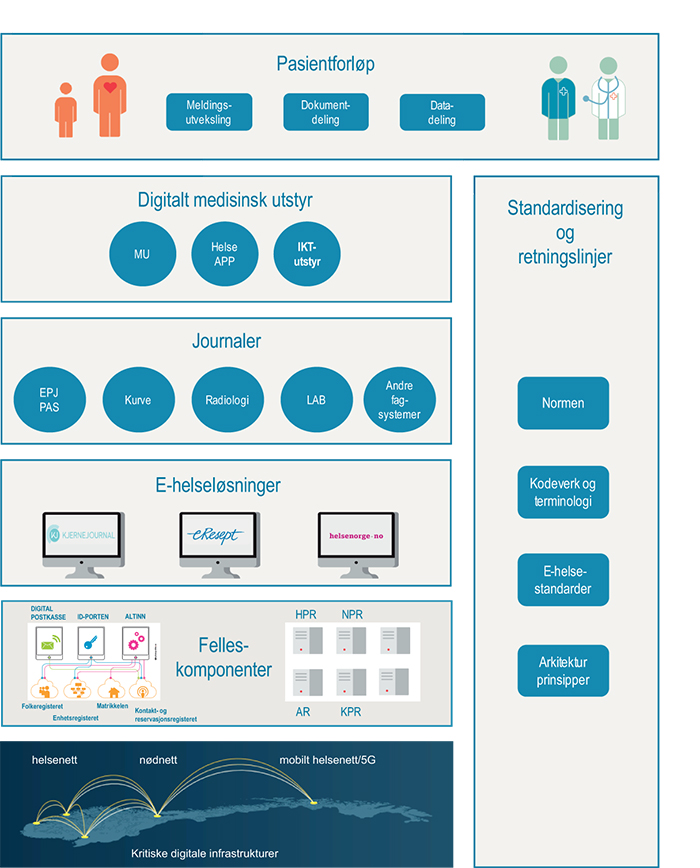 Pasientforløp
Meldings-
utveksling
Dokument-
deling
Data-
deling
Digitalt medisinsk utstyr
MU
Helse
APP
IKT-
utstyr
Journaler
EPJ
PAS
Kurve
Radiologi
LAB
Andre
fag-
systemer
E-helseløsninger
KJERNEJOURNAL
eResept
helsenorge.no
DIGITAL
POSTKASSE
ID-PORTEN
ALTINN
Folkeregisteret
Enhetsregisteret
Matrikkelen
Kontakt- og
reservasjonsregisteret
Felles-
komponenter
HPR
NPR
AR
KPR
helsenett
nødnett
mobilt helsenett/5G
Kritiske digitale infrastrukturer
Standardisering
og
retningslinjer
Normen
Kodeverk og
terminologi
E-helse-
standarder
Arkitektur
prinsipper